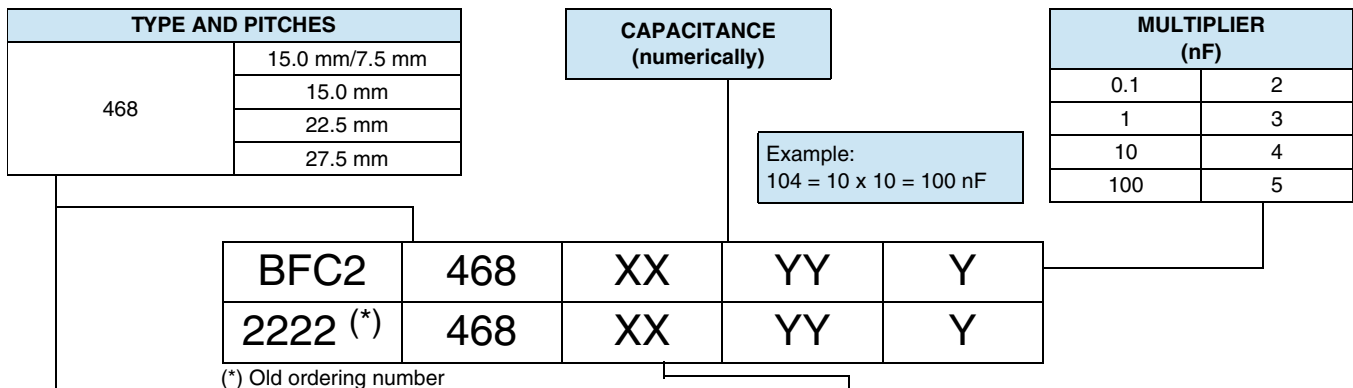 TYPE AND PITCHES
468
15.0 mm/7.5 mm
15.0 mm
22.5 mm
27.5 mm
CAPACITANCE
(numerically)
Example:
104 = 10 x 10 = 100 nF
MULTIPLIER
(nF)
0.1 2
1 3
10 4
100 5
BFC2 468 XX YY Y
2222 (*) 468 XX YY Y
(*) Old ordering number